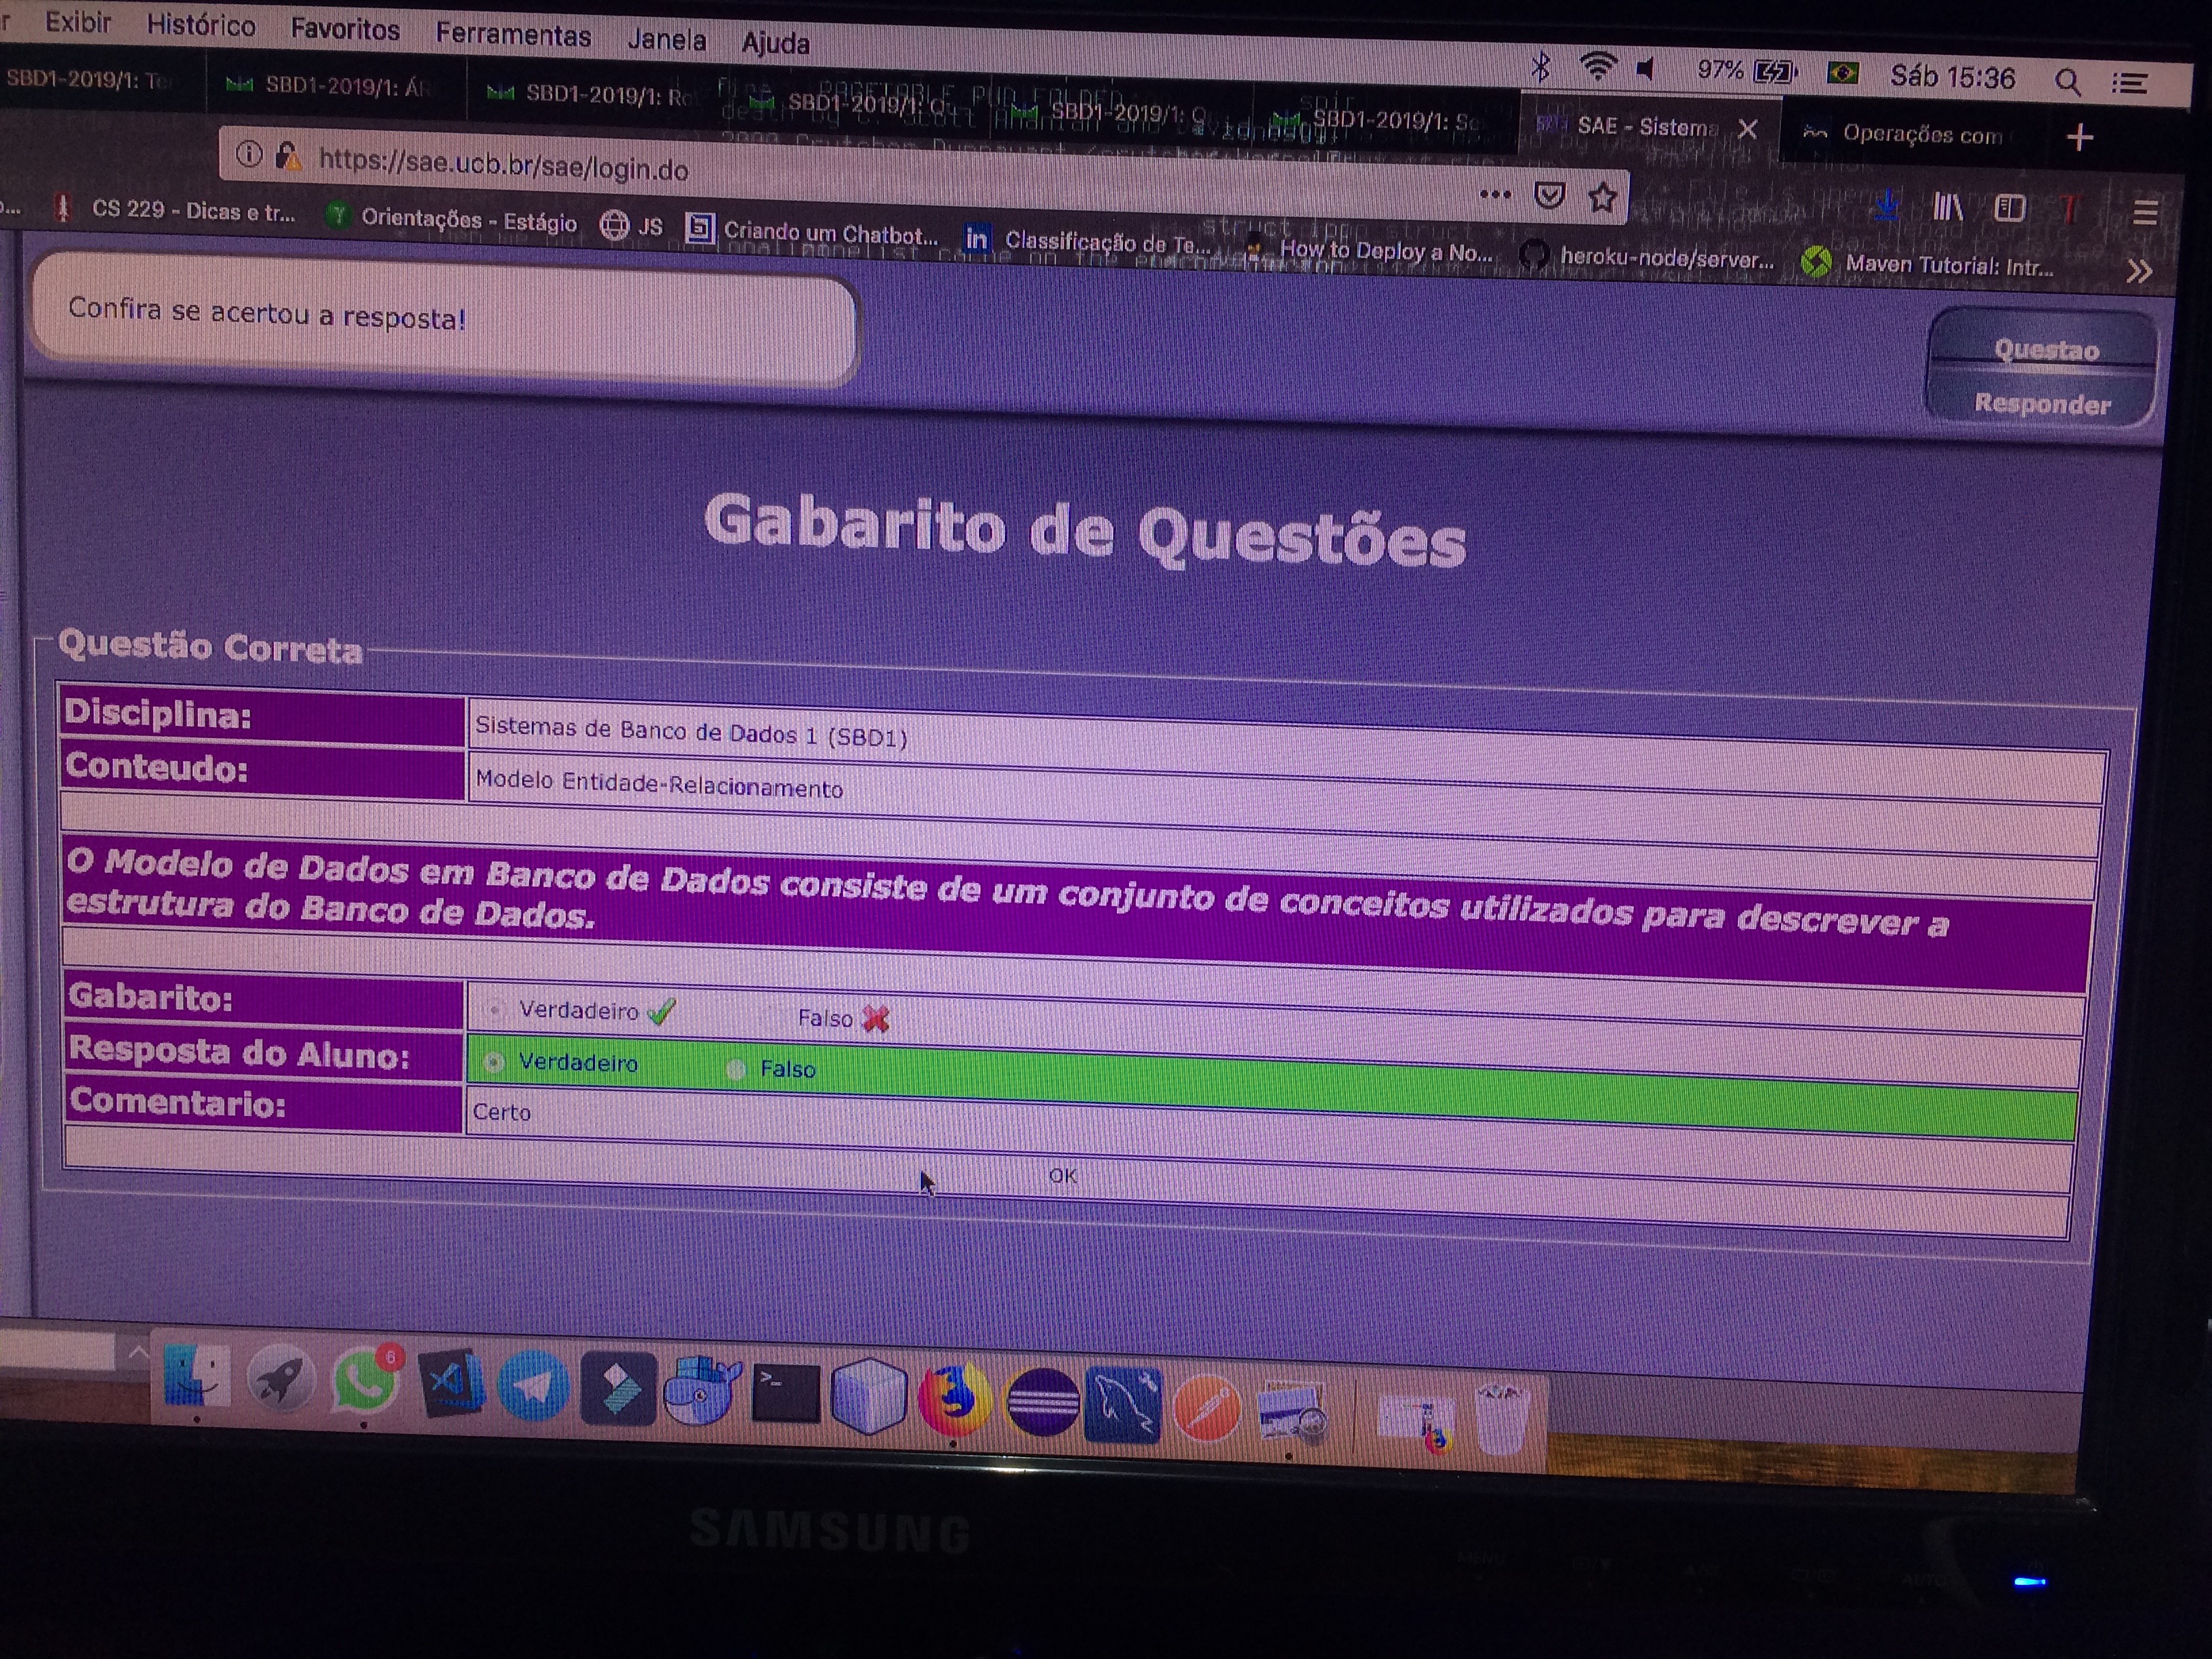 Exibir Histórico Favoritos Ferramentas Janela Ajuda
97% Sáb 15:36
SBD1-2019/1: SBD1-2019/1: SBD1-2019/1: SBD1-2019/1: SBD1-2019/1: SBD1-2019/1: SAE - Sistema Operações com
https://sae.ucb.br/sae/login.do
CS 229 - Dicas e tr... Orientações - Estágio JS Criando um Chatbot... in Classificação de Te... How to Deploy a No... heroku-node/server... Maven Tutorial: Intr...
Confira se acertou a resposta!
Questao
Responder
Gabarito de Questões
Questão Correta
Disciplina: Sistemas de Banco de Dados 1 (SBD1)
Conteudo: Modelo Entidade-Relacionamento
O Modelo de Dados em Banco de Dados consiste de um conjunto de conceitos utilizados para descrever a
estrutura do Banco de Dados.
Gabarito: Verdadeiro Falso
Resposta do Aluno: Verdadeiro Falso
Comentario: Certo
OK
6
SAMSUNG
MENU
AUTO